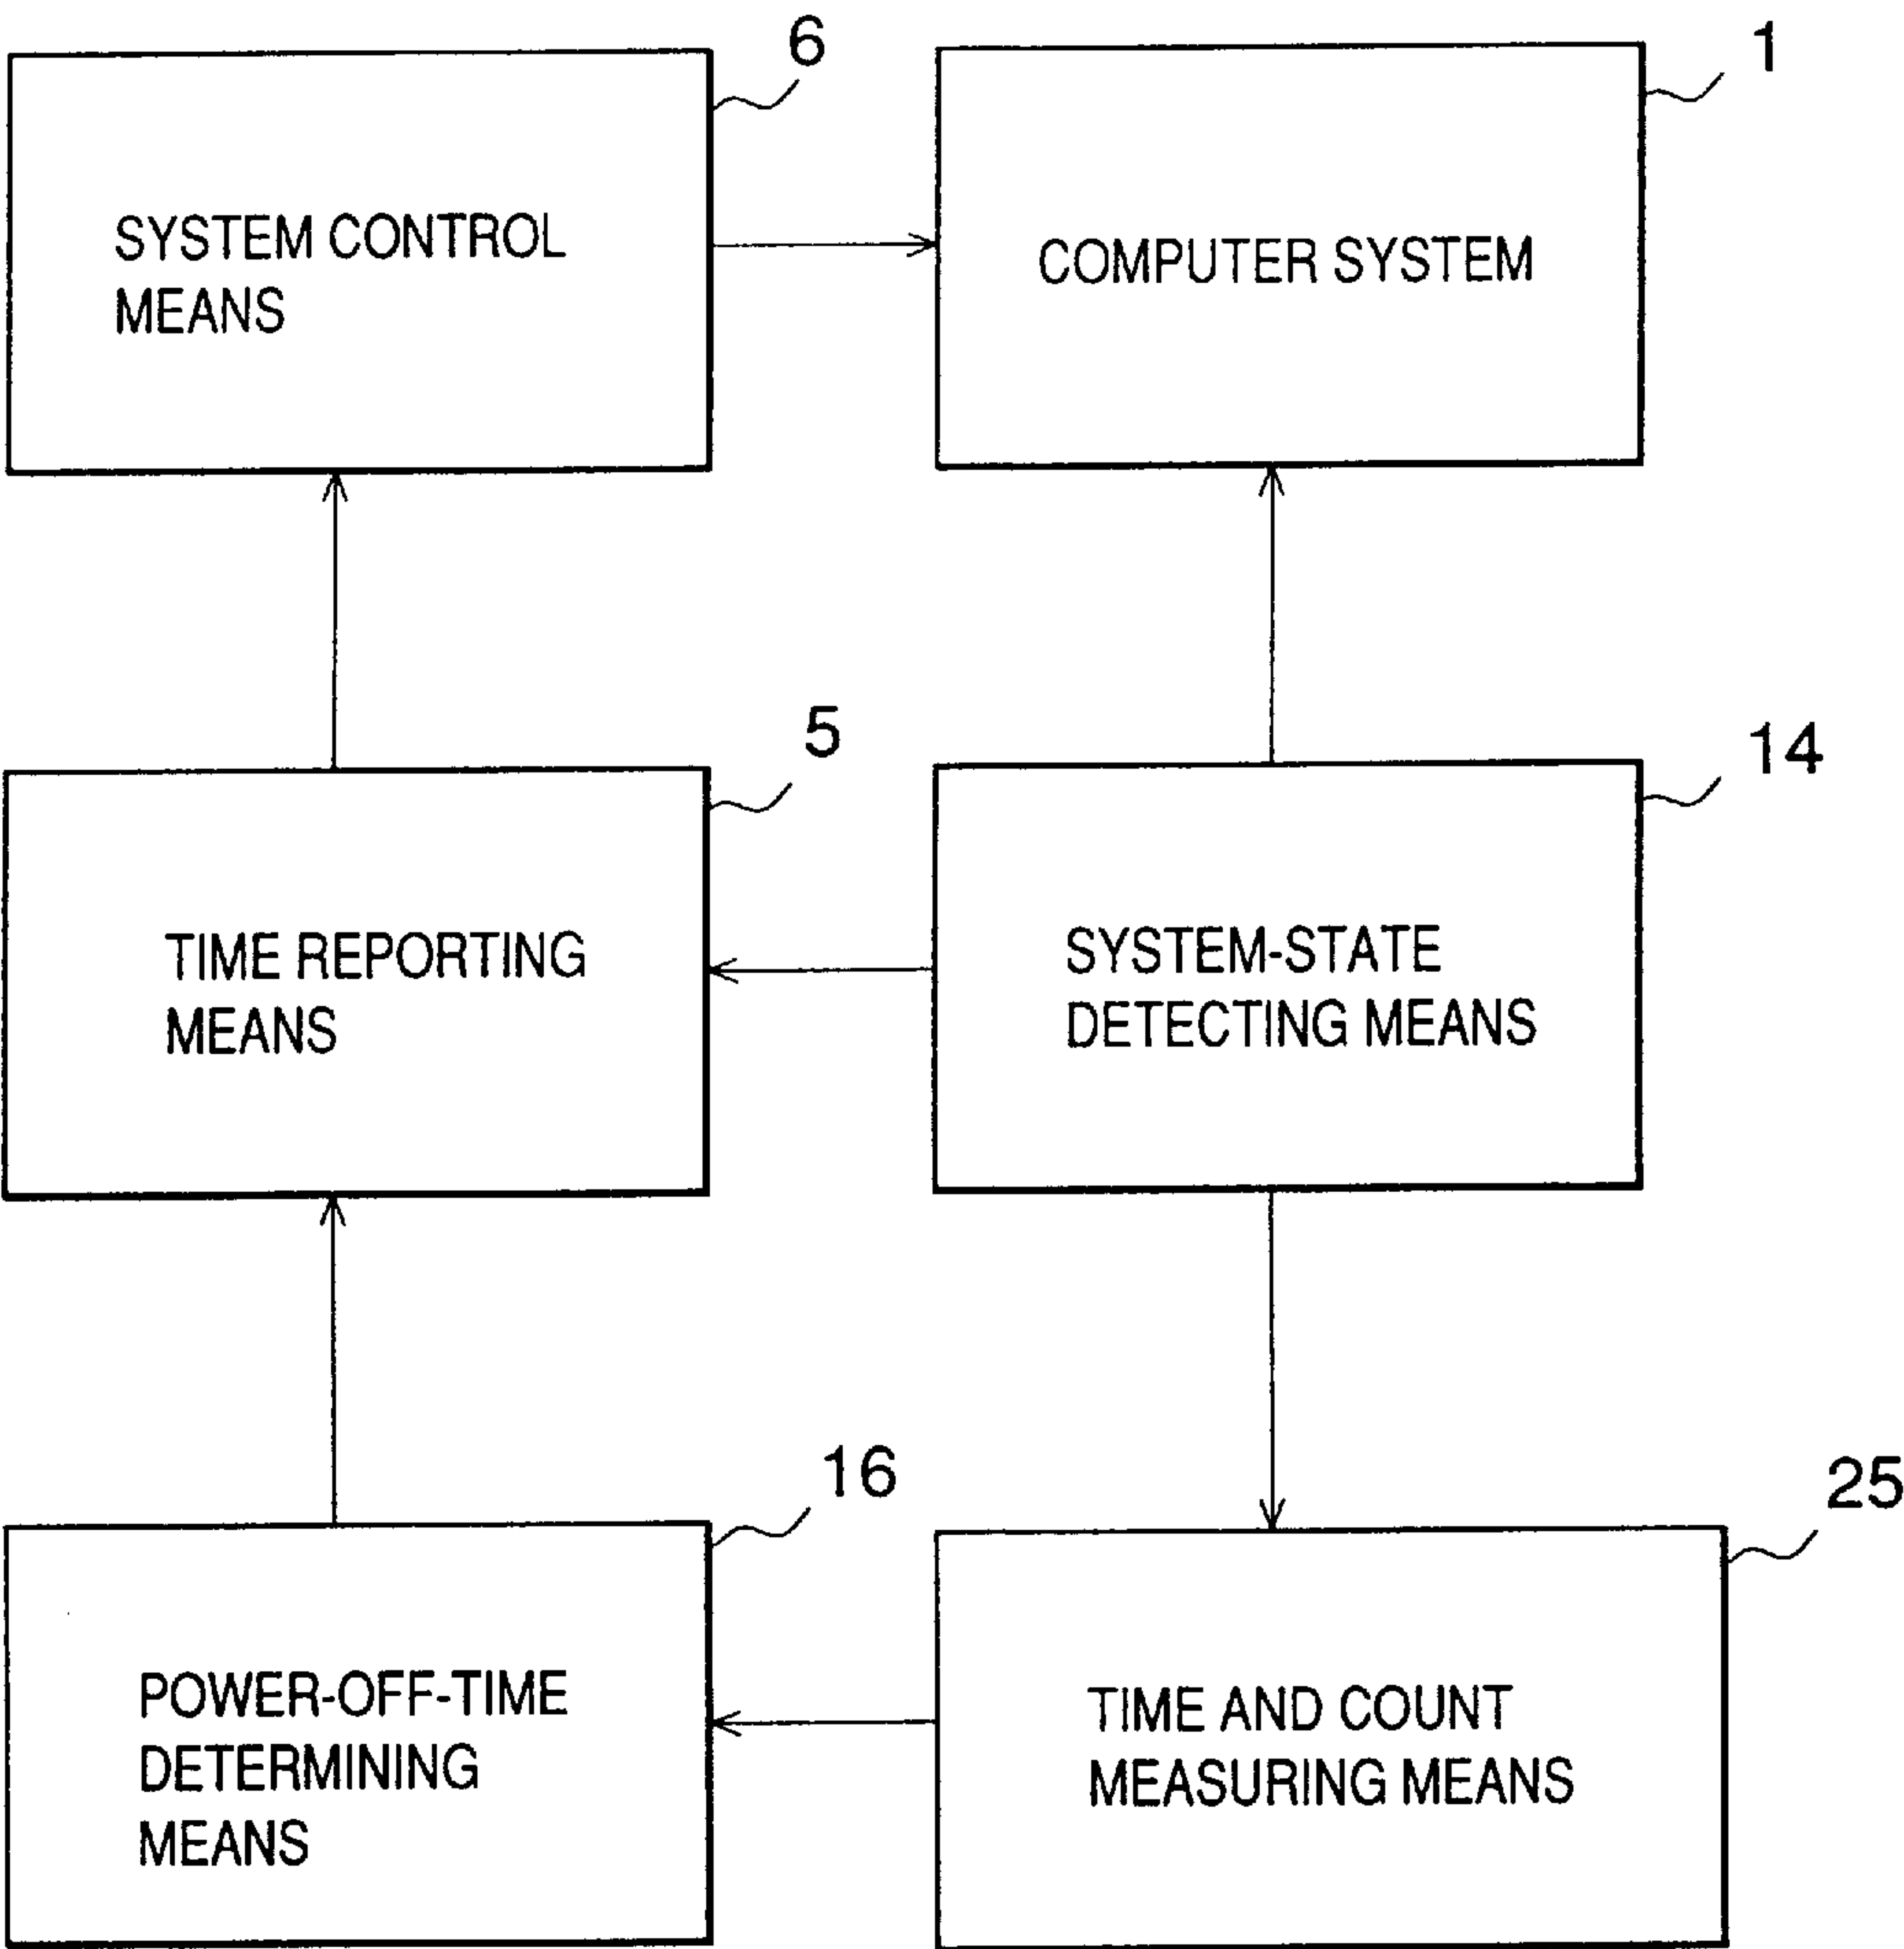 6
1
SYSTEM CONTROL
MEANS
COMPUTER SYSTEM
5
14
TIME REPORTING
MEANS
SYSTEM-STATE
DETECTING MEANS
16
25
POWER-OFF-TIME
DETERMINING
MEANS
TIME AND COUNT
MEASURING MEANS